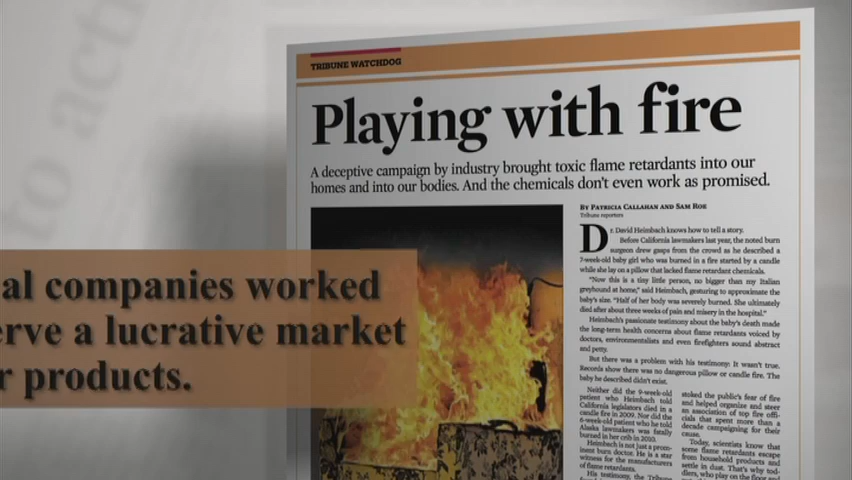 TRIBUNE WATCHDOG
Playing with fire
A deceptive campaign by industry brought toxic flame retardants into our
homes and into our bodies. And the chemicals don't even work as promised.
BY PATRICIA CALLAHAN AND SAM ROE
Tribune reporters
Dr. David Heimbach knows how to tell a story.
Before California lawmakers last year, the noted burn
surgeon drew gasps from the crowd as he described a
7-week-old baby girl who was burned in a fire started by a candle
while she lay on a pillow that lacked flame retardant chemicals.
"Now this is a tiny little person, no bigger than my Italian
greyhound at home," said Heimbach, gesturing to approximate the
baby's size. "Half of her body was severely burned. She ultimately
died after about three weeks of pain and misery in the hospital."
Heimbach's passionate testimony about the baby's death made
the long-term health concerns about flame retardants voiced by
doctors, environmentalists and even firefighters sound abstract
and petty.
But there was a problem with his testimony. It wasn't true.
Records show there was no dangerous pillow or candle fire. The
baby he described didn't exist.
Neither did the 9-week-old
patient who Heimbach told
California legislators died in a
candle fire in 2009. Nor did the
6-week-old patient who he told
Alaska lawmakers was fatally
burned in her crib in 2010.
Heimbach is not just a prom-
inent burn doctor. He is a star
witness for the manufacturers
of flame retardants.
His testimony, the Tribune
stoked the public's fear of fire
and helped organize and steer
an association of top fire offi-
cials that spent more than a
decade campaigning for their
cause.
Today, scientists know that
some flame retardants escape
from household products and
settle in dust. That's why tod-
dlers, who play on the floor and
al companies worked
erve a lucrative market
r products.
to acti